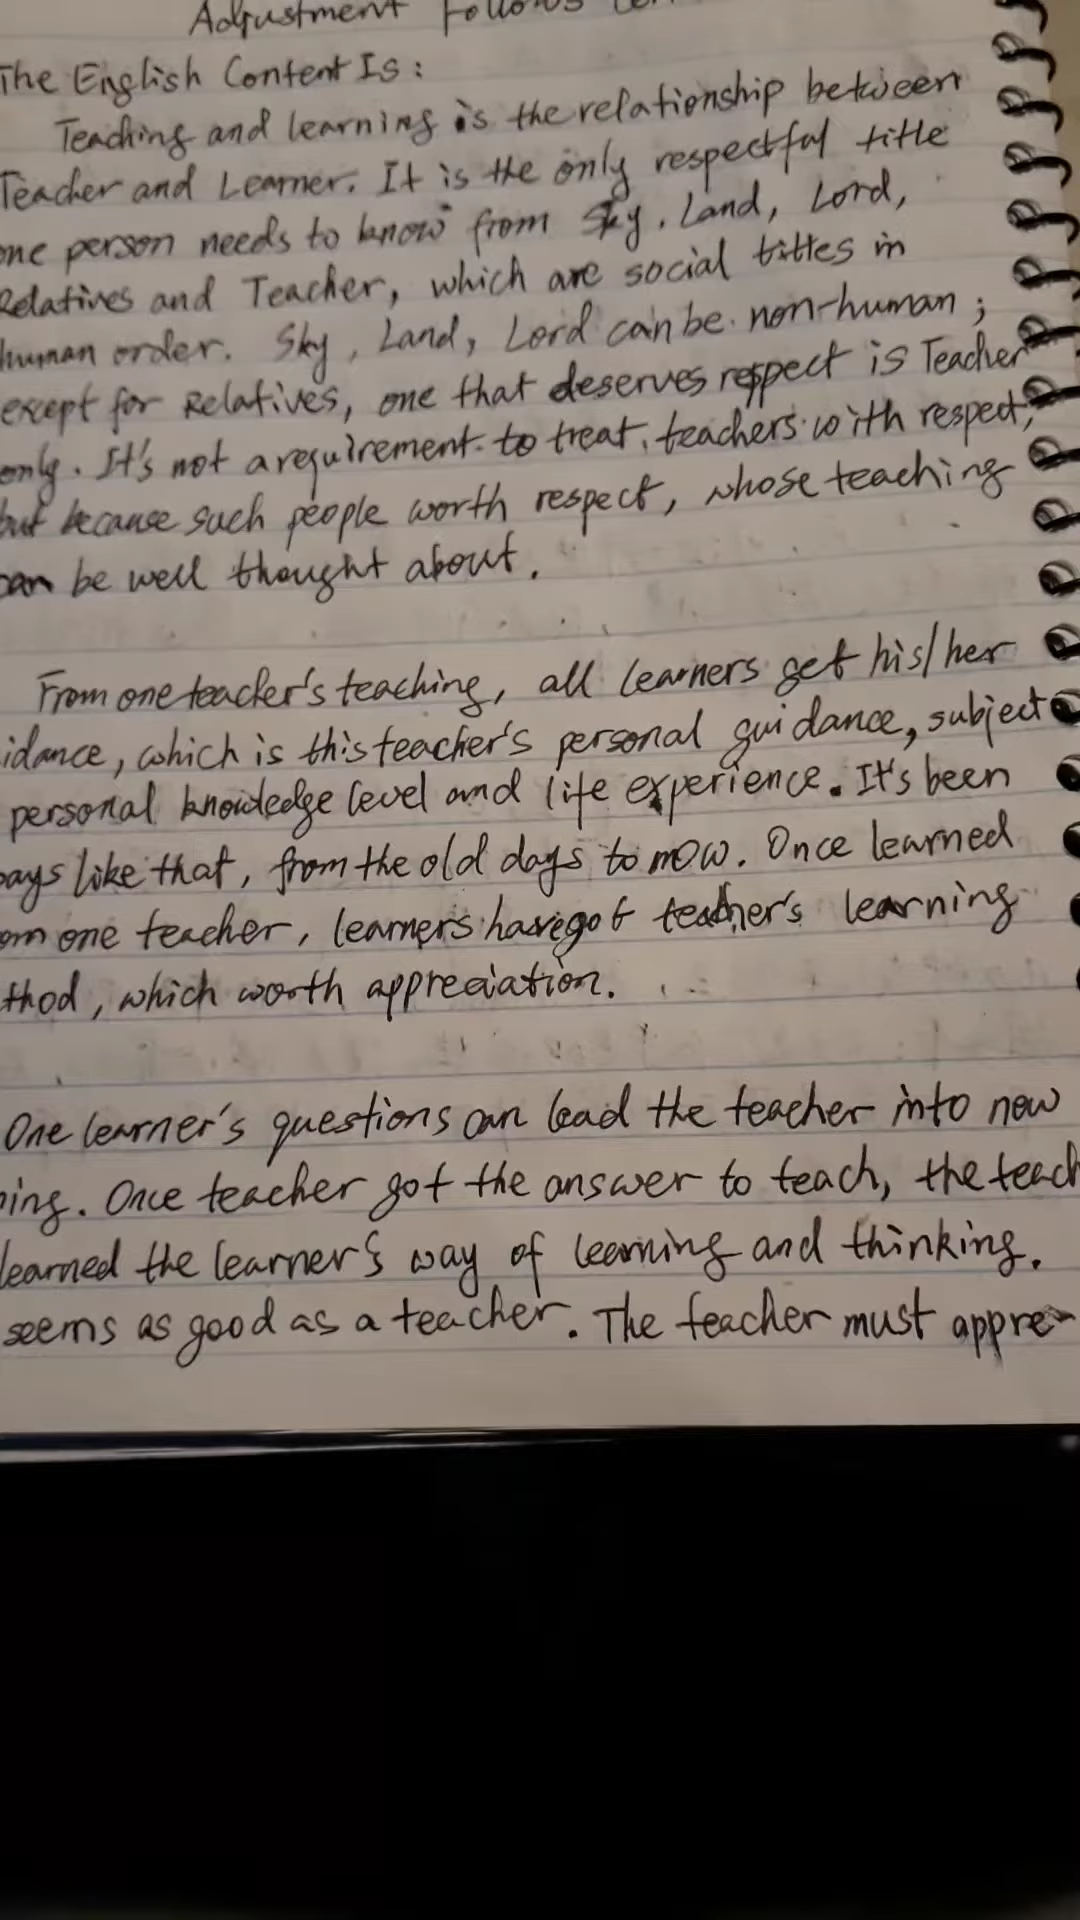 Adjustment Follows
The English Content Is:
Teaching and learning is the relationship between
Teacher and Learner. It is the only respectful title
one person needs to know from Sky, Land, Lord,
Relatives and Teacher, which are social titles in
human order. Sky, Land, Lord can be non-human;
except for Relatives, one that deserves respect is Teacher
only. It's not a requirement to treat teachers with respect,
but because such people worth respect, whose teaching
can be well thought about.
From one teacher's teaching, all learners get his/her
idance, which is this teacher's personal guidance, subject
personal knowledge level and life experience. It's been
ays like that, from the old days to now. Once learned
om one teacher, learners have got teacher's learning
thod, which worth appreciation.
One learner's questions can lead the teacher into new
ning. Once teacher got the answer to teach, the teach
learned the learner's way of learning and thinking.
seems as good as a teacher. The teacher must appre-